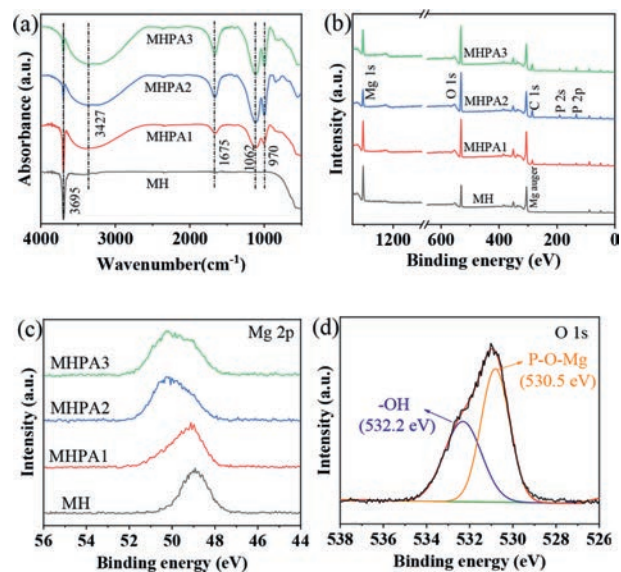 (a)
MHPA3
MHPA2
MHPA1
MH
3695
3427
1675
1062
970
Absorbance (a.u.)
4000 3000 2000 1000
Wavenumber(cm⁻¹)
(b)
MHPA3
Mg 1s
O 1s
MHPA2
C 1s
P 2s
P 2p
MHPA1
Mg auger
MH
Intensity (a.u.)
1200 600 400 200 0
Binding energy (eV)
(c)
Mg 2p
MHPA3
MHPA2
MHPA1
MH
Intensity (a.u.)
56 54 52 50 48 46 44
Binding energy (eV)
(d)
O 1s
P-O-Mg
(530.5 eV)
-OH
(532.2 eV)
Intensity (a.u.)
538 536 534 532 530 528 526
Binding energy (eV)